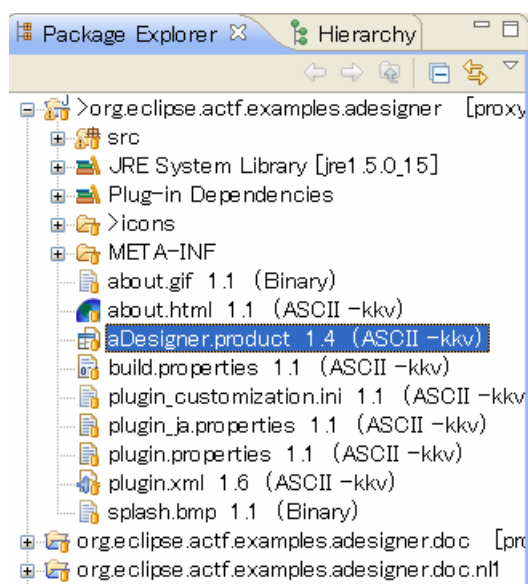 Package Explorer Hierarchy
>org.eclipse.actf.examples.adesigner [proxy
src
JRE System Library [jre1.5.0_15]
Plug-in Dependencies
>icons
META-INF
about.gif 1.1 (Binary)
about.html 1.1 (ASCII -kkv)
aDesigner.product 1.4 (ASCII -kkv)
build.properties 1.1 (ASCII -kkv)
plugin_customization.ini 1.1 (ASCII -kkv
plugin_ja.properties 1.1 (ASCII -kkv)
plugin.properties 1.1 (ASCII -kkv)
plugin.xml 1.6 (ASCII -kkv)
splash.bmp 1.1 (Binary)
org.eclipse.actf.examples.adesigner.doc [pro
org.eclipse.actf.examples.adesigner.doc.nl1